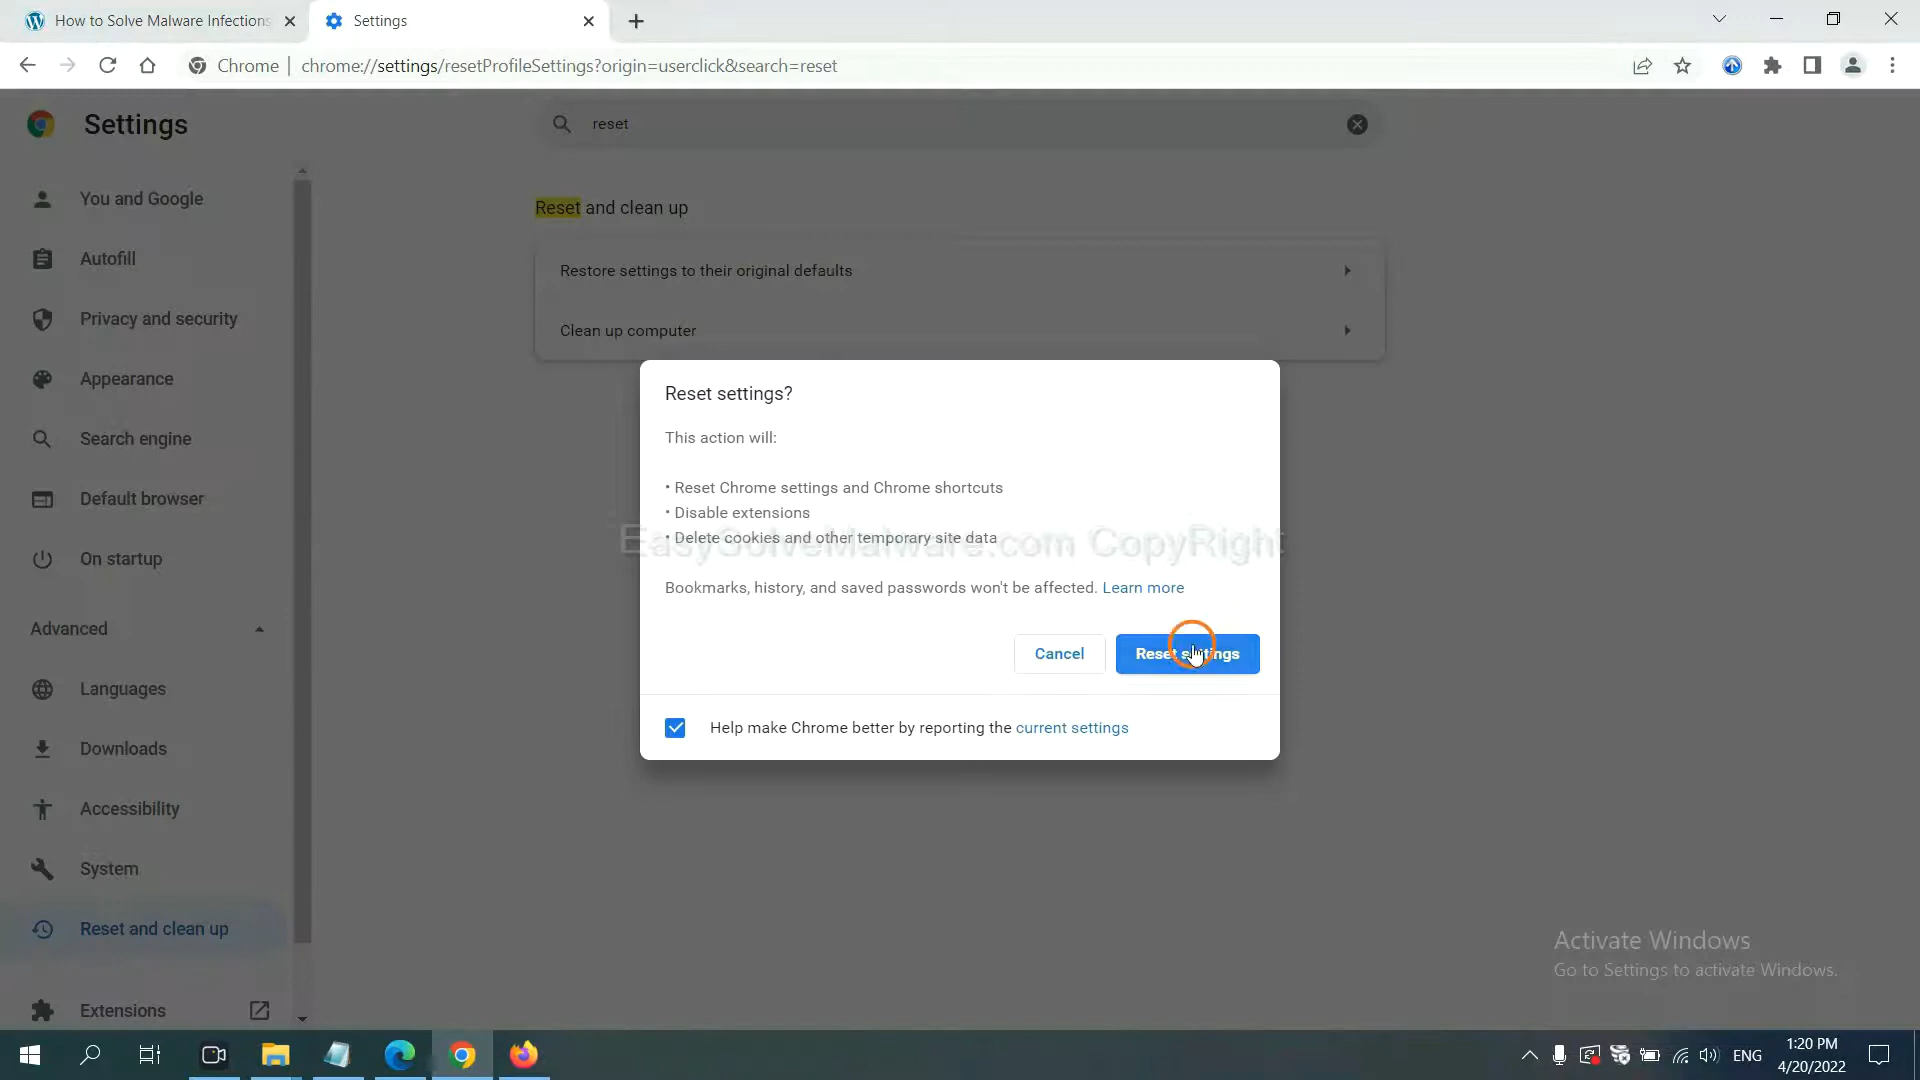 How to Solve Malware Infections
Settings
Chrome | chrome://settings/resetProfileSettings?origin=userclick&search=reset
Settings
reset
You and Google
Autofill
Privacy and security
Appearance
Search engine
Default browser
On startup
Advanced
Languages
Downloads
Accessibility
System
Reset and clean up
Extensions
Reset and clean up
Restore settings to their original defaults
Clean up computer
Reset settings?
This action will:
• Reset Chrome settings and Chrome shortcuts
• Disable extensions
• Delete cookies and other temporary site data
EasySolveMalware.com CopyRight
Bookmarks, history, and saved passwords won't be affected. Learn more
Cancel
Reset settings
Help make Chrome better by reporting the current settings
Activate Windows
Go to Settings to activate Windows.
ENG
1:20 PM
4/20/2022